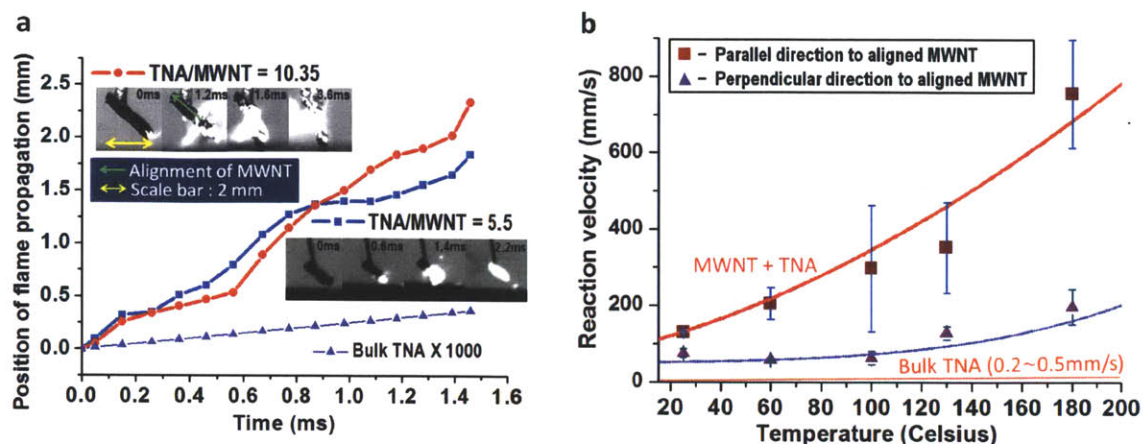 a
Position of flame propagation (mm)
2.5
2.0
1.5
1.0
0.5
0.0
TNA/MWNT = 10.35
0ms 1.2ms 1.6ms 3.6ms
Alignment of MWNT
Scale bar : 2 mm
TNA/MWNT = 5.5
0ms 0.6ms 1.4ms 2.2ms
Bulk TNA X 1000
0.0 0.2 0.4 0.6 0.8 1.0 1.2 1.4 1.6
Time (ms)
b
Reaction velocity (mm/s)
800
600
400
200
0
– Parallel direction to aligned MWNT
– Perpendicular direction to aligned MWNT
MWNT + TNA
Bulk TNA (0.2~0.5mm/s)
20 40 60 80 100 120 140 160 180 200
Temperature (Celsius)